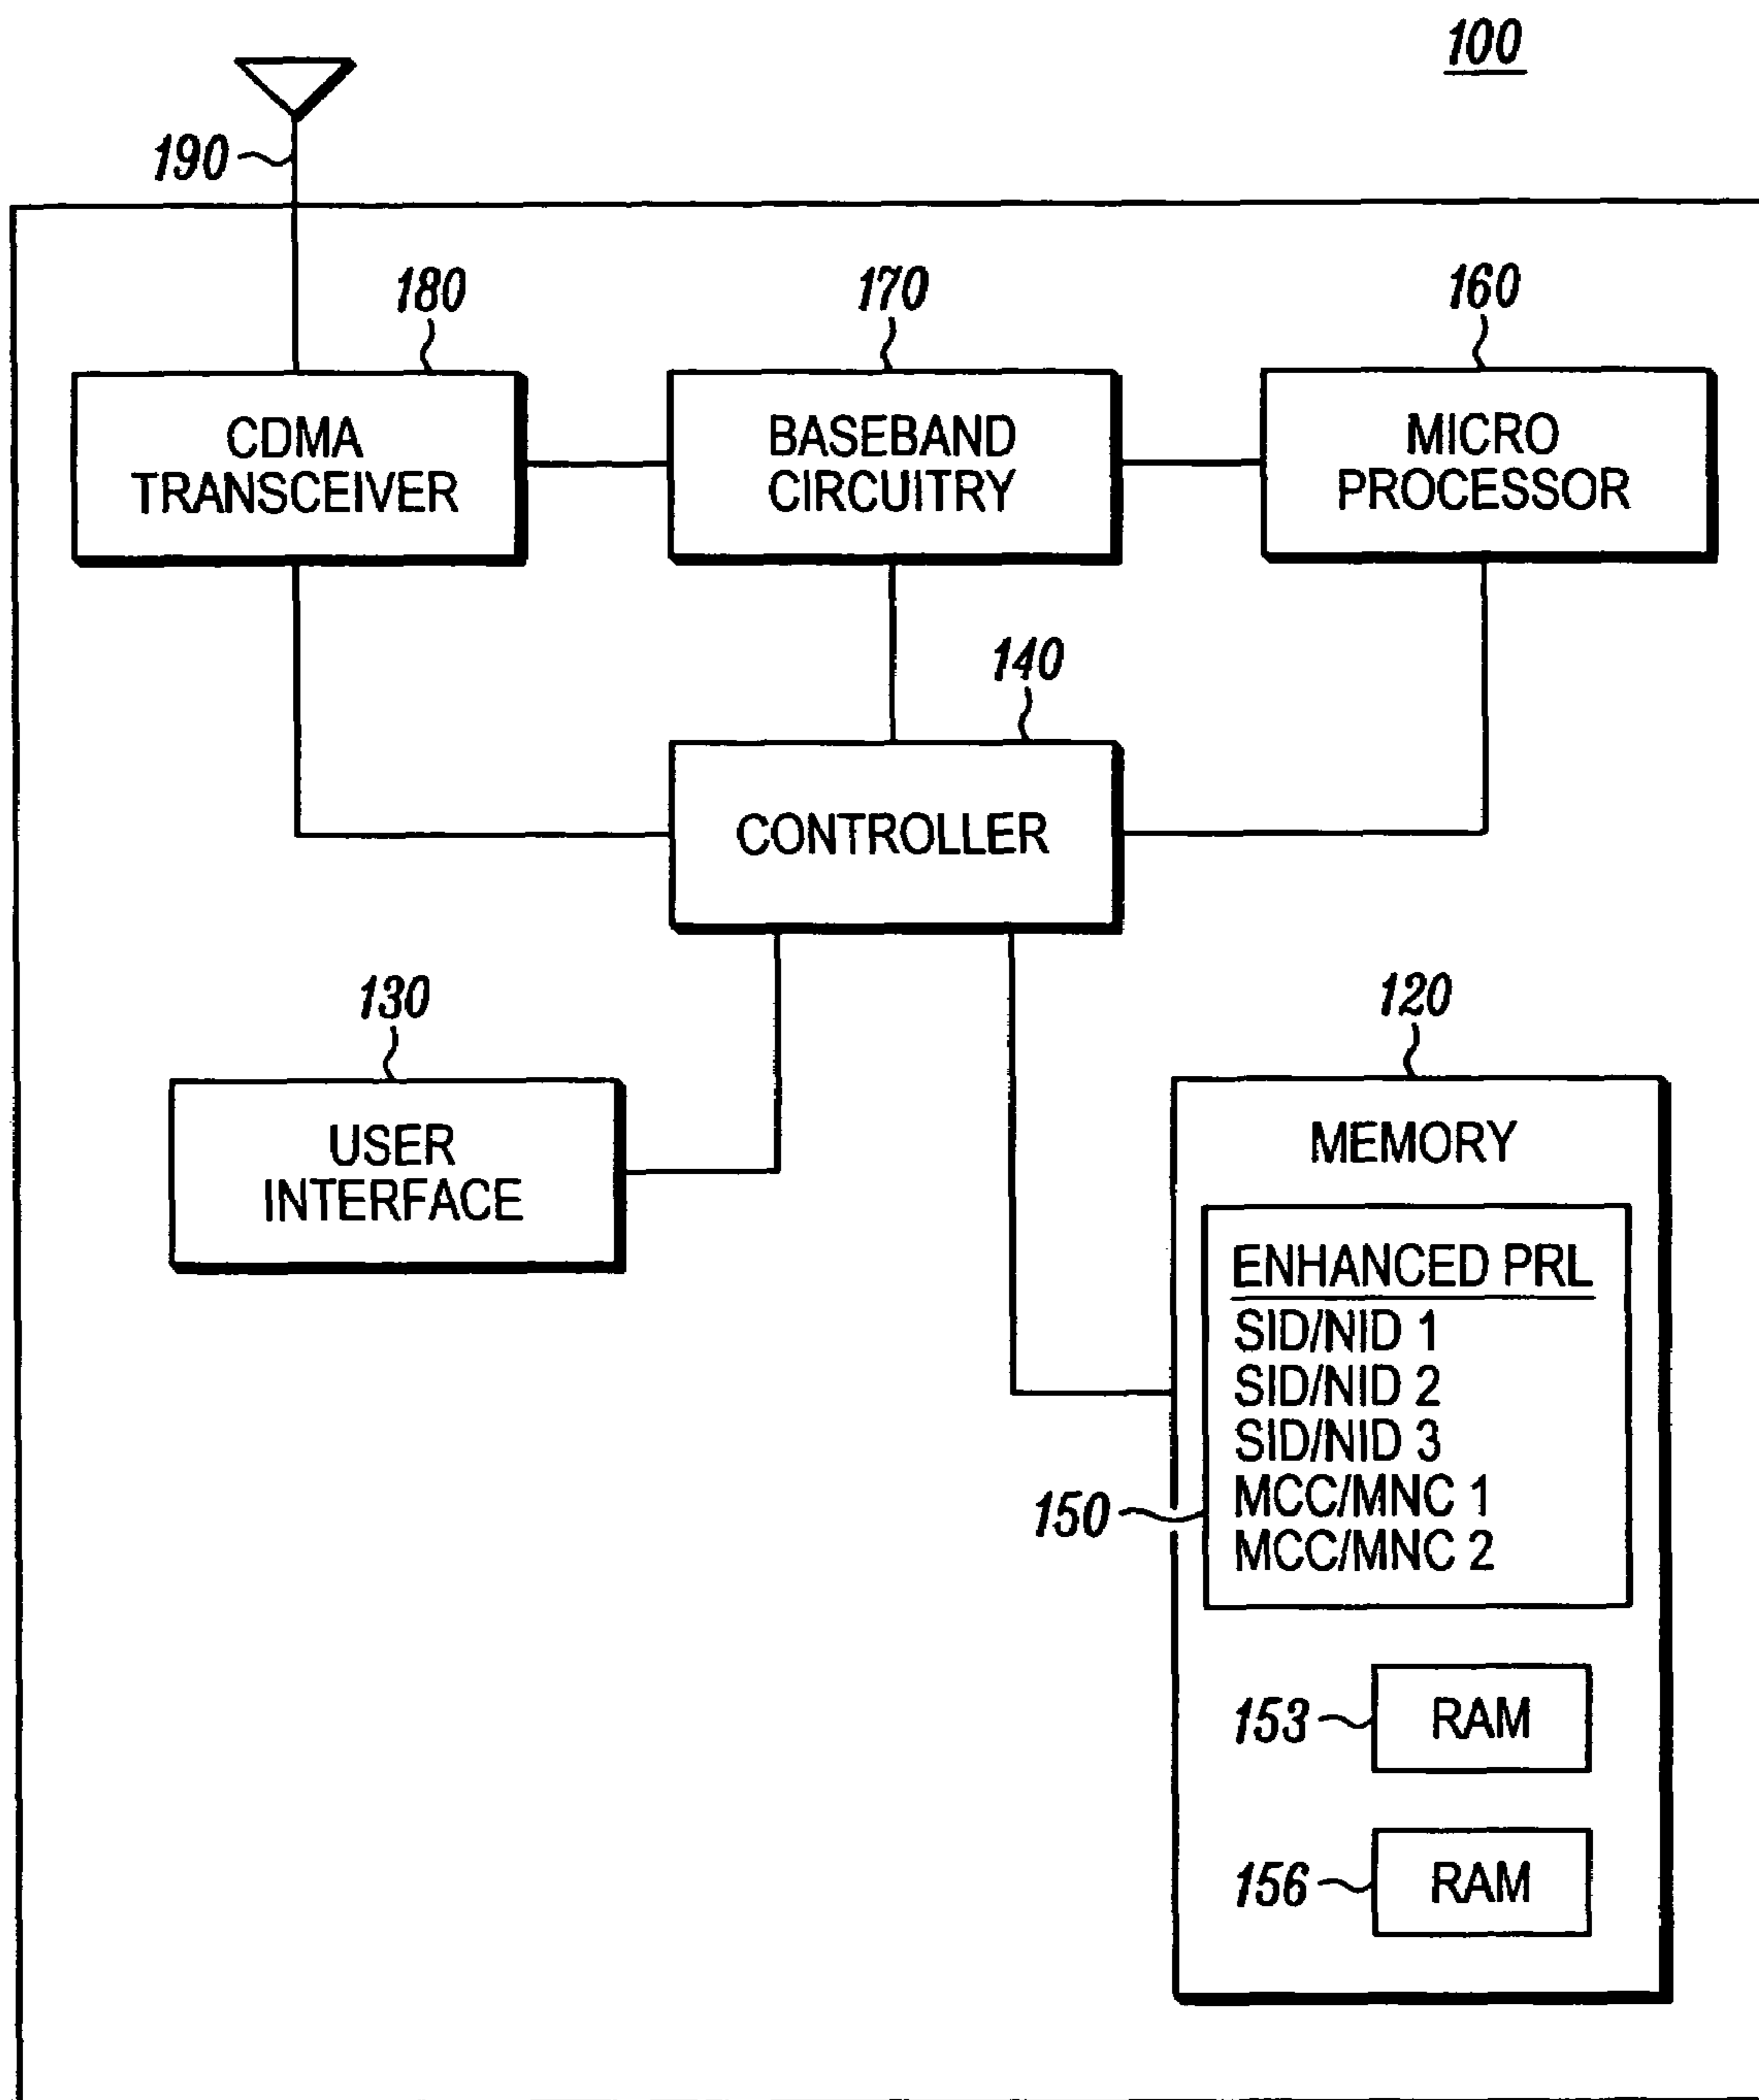 100
190
180
170
160
CDMA
TRANSCEIVER
BASEBAND
CIRCUITRY
MICRO
PROCESSOR
140
CONTROLLER
130
120
USER
INTERFACE
MEMORY
ENHANCED PRL
SID/NID 1
SID/NID 2
SID/NID 3
MCC/MNC 1
MCC/MNC 2
150
153
RAM
156
RAM